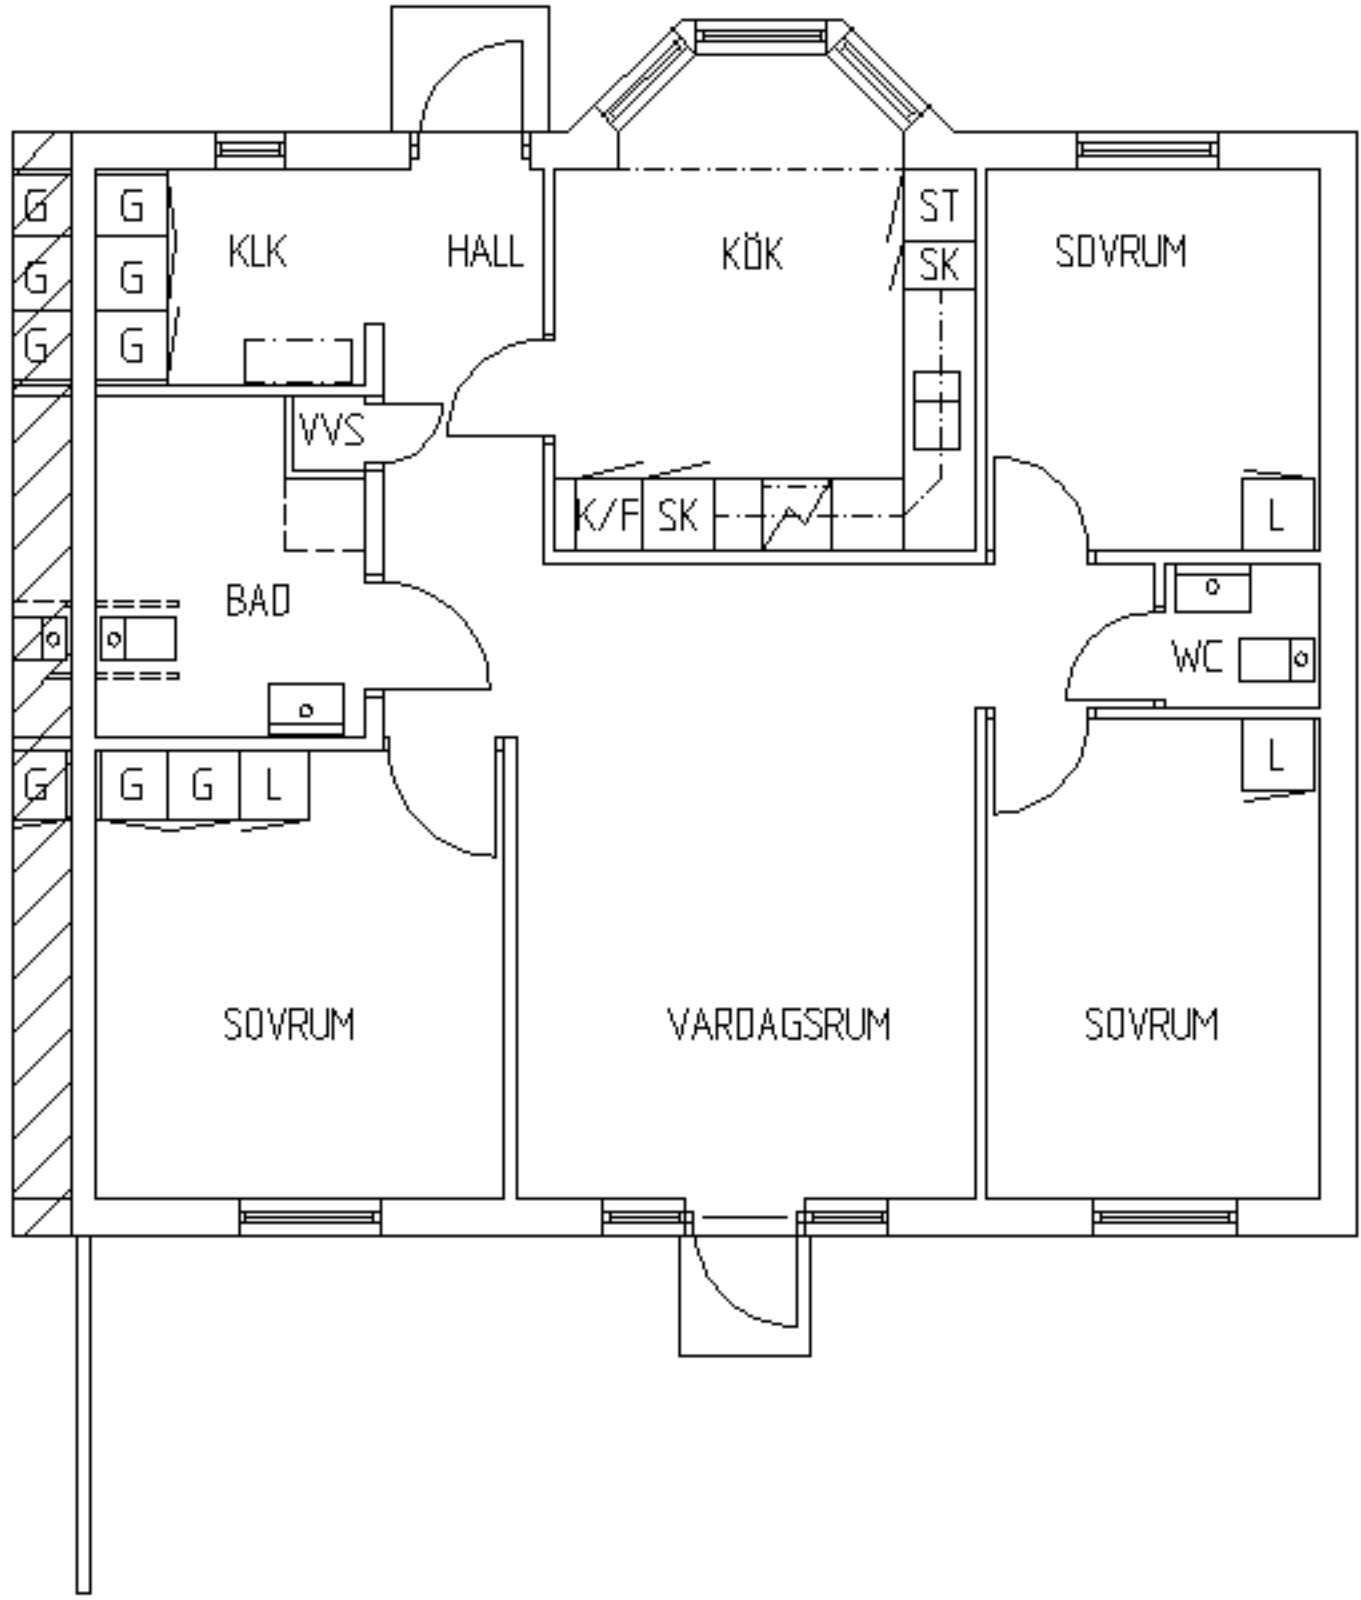 G G ST
KLK HALL KÖK SOVRUM
G G SK
G G
VVS
K/F SK L
BAD
WC
G G G L L
SOVRUM VARDAGSRUM SOVRUM